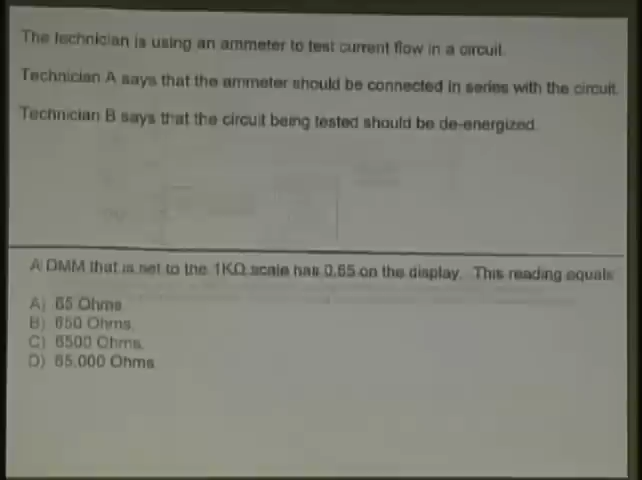 The technician is using an ammeter to test current flow in a circuit.
Technician A says that the ammeter should be connected in series with the circuit.
Technician B says that the circuit being tested should be de-energized.
A DMM that is set to the 1KΩ scale has 0.65 on the display. This reading equals
A) 65 Ohms.
B) 650 Ohms.
C) 6500 Ohms.
D) 65,000 Ohms